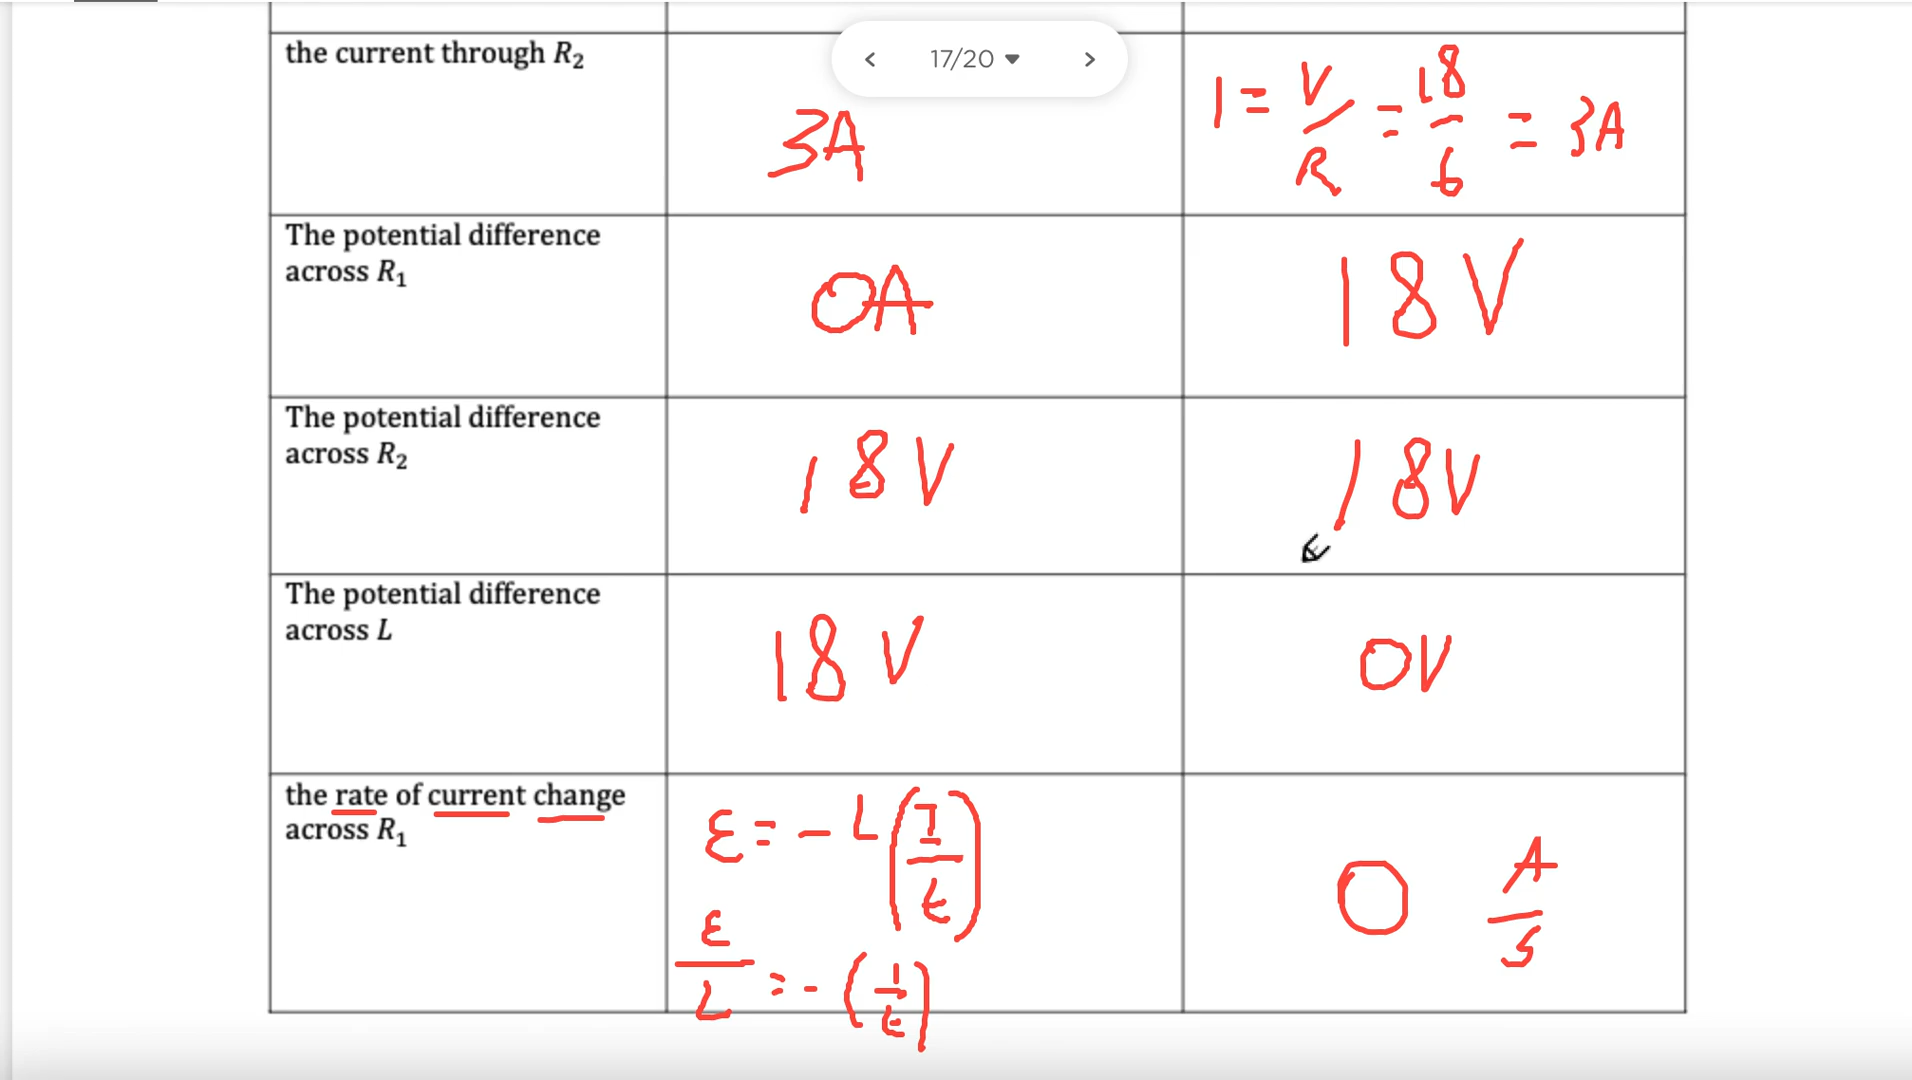 17/20
the current through R₂
3A
I = V/R = 18/6 = 3A
The potential difference
across R₁
0A
18V
The potential difference
across R₂
18V
18V
The potential difference
across L
18V
0V
the rate of current change
across R₁
ε = - L (I/t)
ε/L = - (I/t)
0 A/s